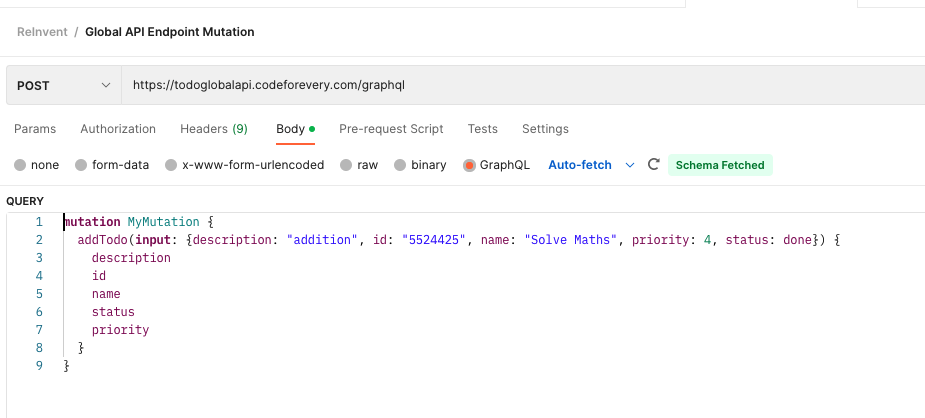 ReInvent / Global API Endpoint Mutation
POST https://todoglobalapi.codeforevery.com/graphql
Params Authorization Headers (9) Body Pre-request Script Tests Settings
none form-data x-www-form-urlencoded raw binary GraphQL Auto-fetch Schema Fetched
QUERY
1 mutation MyMutation {
2 addTodo(input: {description: "addition", id: "5524425", name: "Solve Maths", priority: 4, status: done}) {
3 description
4 id
5 name
6 status
7 priority
8 }
9 }